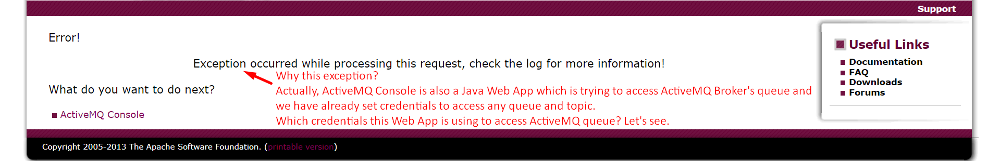 Support
Error!
Exception occurred while processing this request, check the log for more information!
Why this exception?
Actually, ActiveMQ Console is also a Java Web App which is trying to access ActiveMQ Broker's queue and
we have already set credentials to access any queue and topic.
Which credentials this Web App is using to access ActiveMQ queue? Let's see.
What do you want to do next?
ActiveMQ Console
Useful Links
Documentation
FAQ
Downloads
Forums
Copyright 2005-2013 The Apache Software Foundation. (printable version)